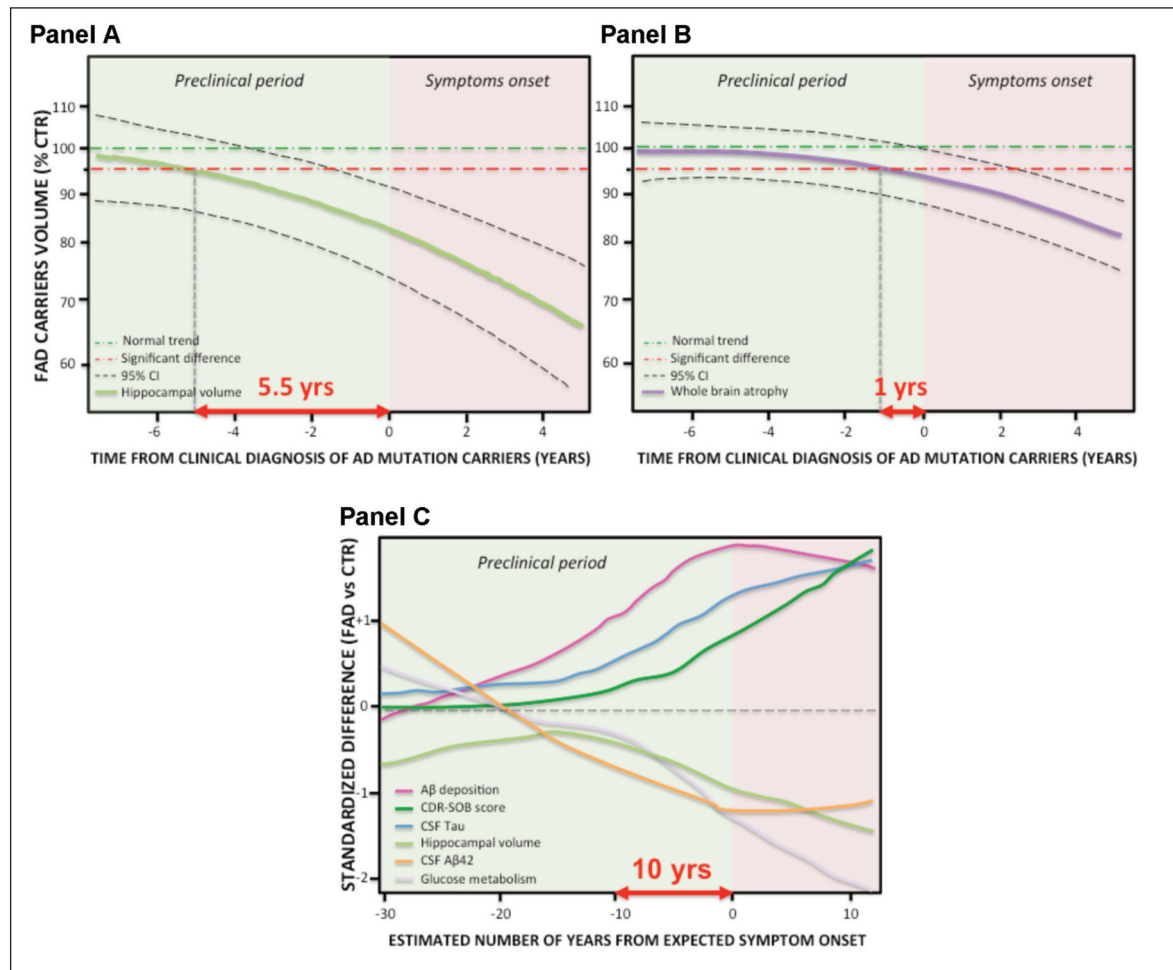 Panel A
Preclinical period
Symptoms onset
FAD CARRIERS VOLUME (% CTR)
110
100
90
80
70
60
Normal trend
Significant difference
95% CI
Hippocampal volume
5.5 yrs
-6
-4
-2
0
2
4
TIME FROM CLINICAL DIAGNOSIS OF AD MUTATION CARRIERS (YEARS)
Panel B
Preclinical period
Symptoms onset
110
100
90
80
70
60
Normal trend
Significant difference
95% CI
Whole brain atrophy
1 yrs
-6
-4
-2
0
2
4
TIME FROM CLINICAL DIAGNOSIS OF AD MUTATION CARRIERS (YEARS)
Panel C
Preclinical period
STANDARDIZED DIFFERENCE (FAD vs CTR)
+1
0
-1
-2
Aβ deposition
CDR-SOB score
CSF Tau
Hippocampal volume
CSF Aβ42
Glucose metabolism
10 yrs
-30
-20
-10
0
10
ESTIMATED NUMBER OF YEARS FROM EXPECTED SYMPTOM ONSET